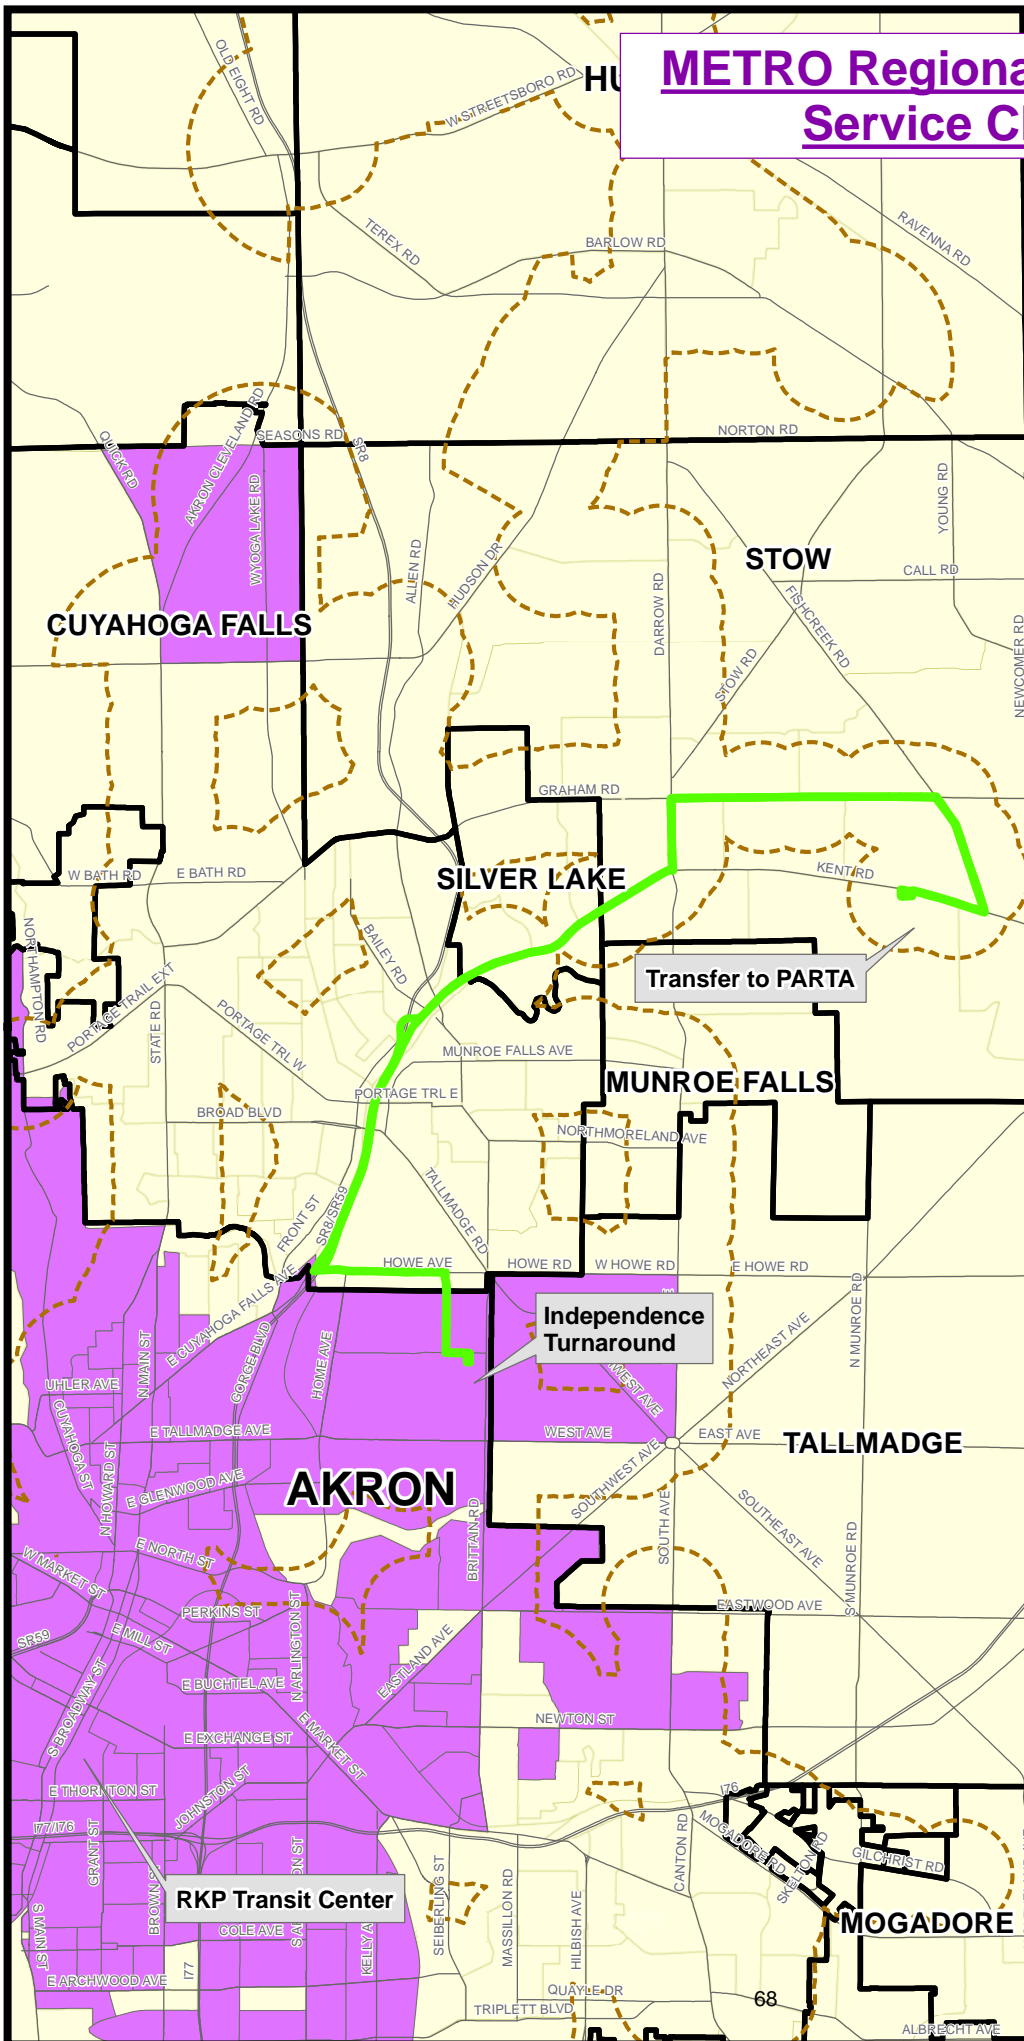 METRO Regiona
Service C
HU
OLD EIGHT RD
W STREETSBORO RD
TEREX RD
BARLOW RD
RAVENNA RD
QUICK RD
AKRON CLEVELAND RD
SEASONS RD
SR8
NORTON RD
WYOGA LAKE RD
ALLEN RD
HUDSON DR
YOUNG RD
STOW
CALL RD
CUYAHOGA FALLS
DARROW RD
FISHCREEK RD
STOW RD
NEWCOMER RD
GRAHAM RD
W BATH RD
E BATH RD
SILVER LAKE
KENT RD
NORTHAMPTON RD
BAILEY RD
Transfer to PARTA
PORTAGE TRAIL EXT
STATE RD
PORTAGE TRL W
MUNROE FALLS AVE
PORTAGE TRL E
MUNROE FALLS
BROAD BLVD
NORTHMORELAND AVE
TALLMADGE RD
FRONT ST
SR8/SR59
HOWE AVE
HOWE RD
W HOWE RD
E HOWE RD
E CUYAHOGA FALLS AVE
Independence
Turnaround
N MAIN ST
GORGE BLVD
HOME AVE
NORTHEAST AVE
N MUNROE RD
UHLER AVE
WEST AVE
CUYAHOGA ST
E TALLMADGE AVE
WEST AVE
EAST AVE
TALLMADGE
N HOWARD ST
E GLENWOOD AVE
AKRON
SOUTHWEST AVE
SOUTHEAST AVE
BRITTAIN RD
SOUTH AVE
S MUNROE RD
W MARKET ST
E NORTH ST
PERKINS ST
EASTWOOD AVE
SR59
E MILL ST
N ARLINGTON ST
EASTLAND AVE
E BUCHTEL AVE
S BROADWAY ST
E EXCHANGE ST
E MARKET ST
NEWTON ST
E THORNTON ST
JOHNSTON ST
I76
I77/I76
GRANT ST
CANTON RD
MOGADORE RD
SKELTON RD
GILCHRIST RD
BROWN S
S A
ON ST
RKP Transit Center
KELLY A
SEIBERLING ST
MASSILLON RD
HILBISH AVE
S MAIN ST
COLE AVE
MOGADORE
I77
E ARCHWOOD AVE
QUAYLE DR
TRIPLETT BLVD
68
ALBRECHT AVE